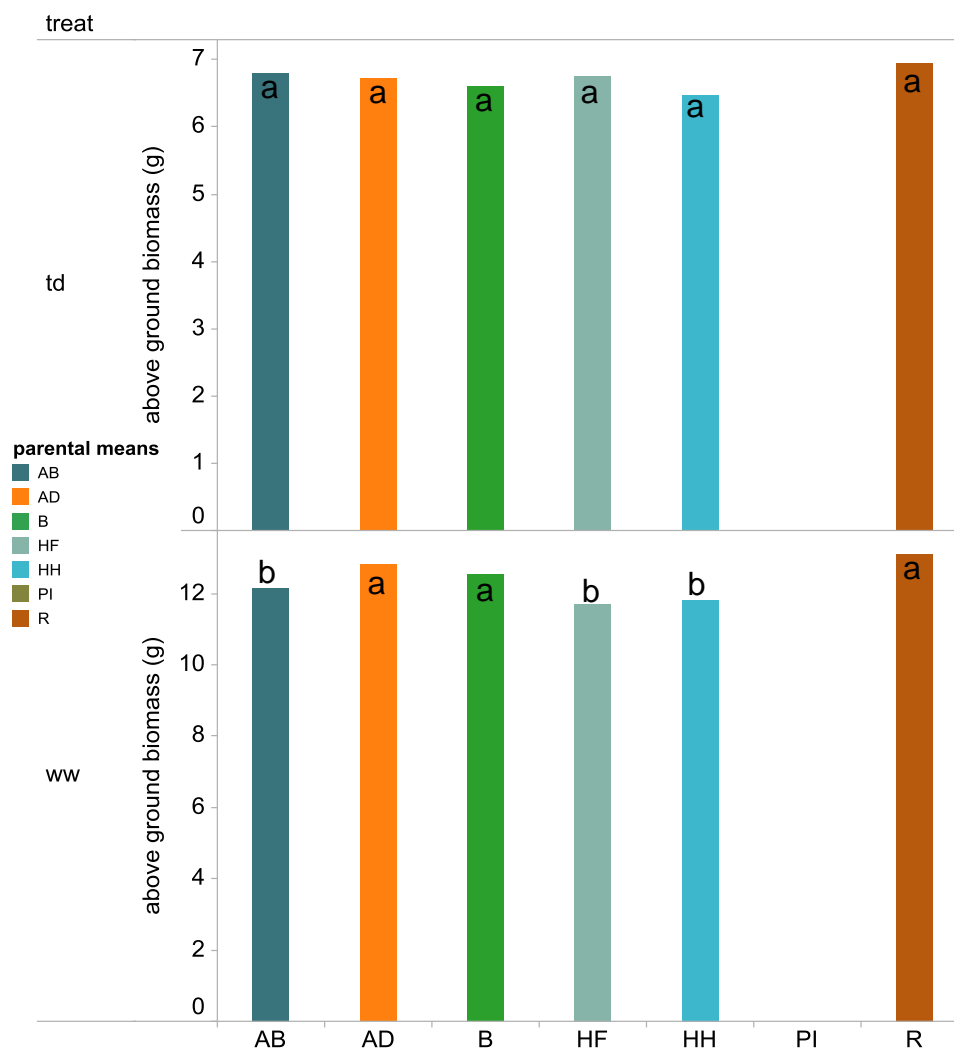 treat
td
above ground biomass (g)
7
6
5
4
3
2
1
0
a a a a a a
parental means
AB
AD
B
HF
HH
PI
R
ww
above ground biomass (g)
12
10
8
6
4
2
0
b a a b b a
AB AD B HF HH PI R